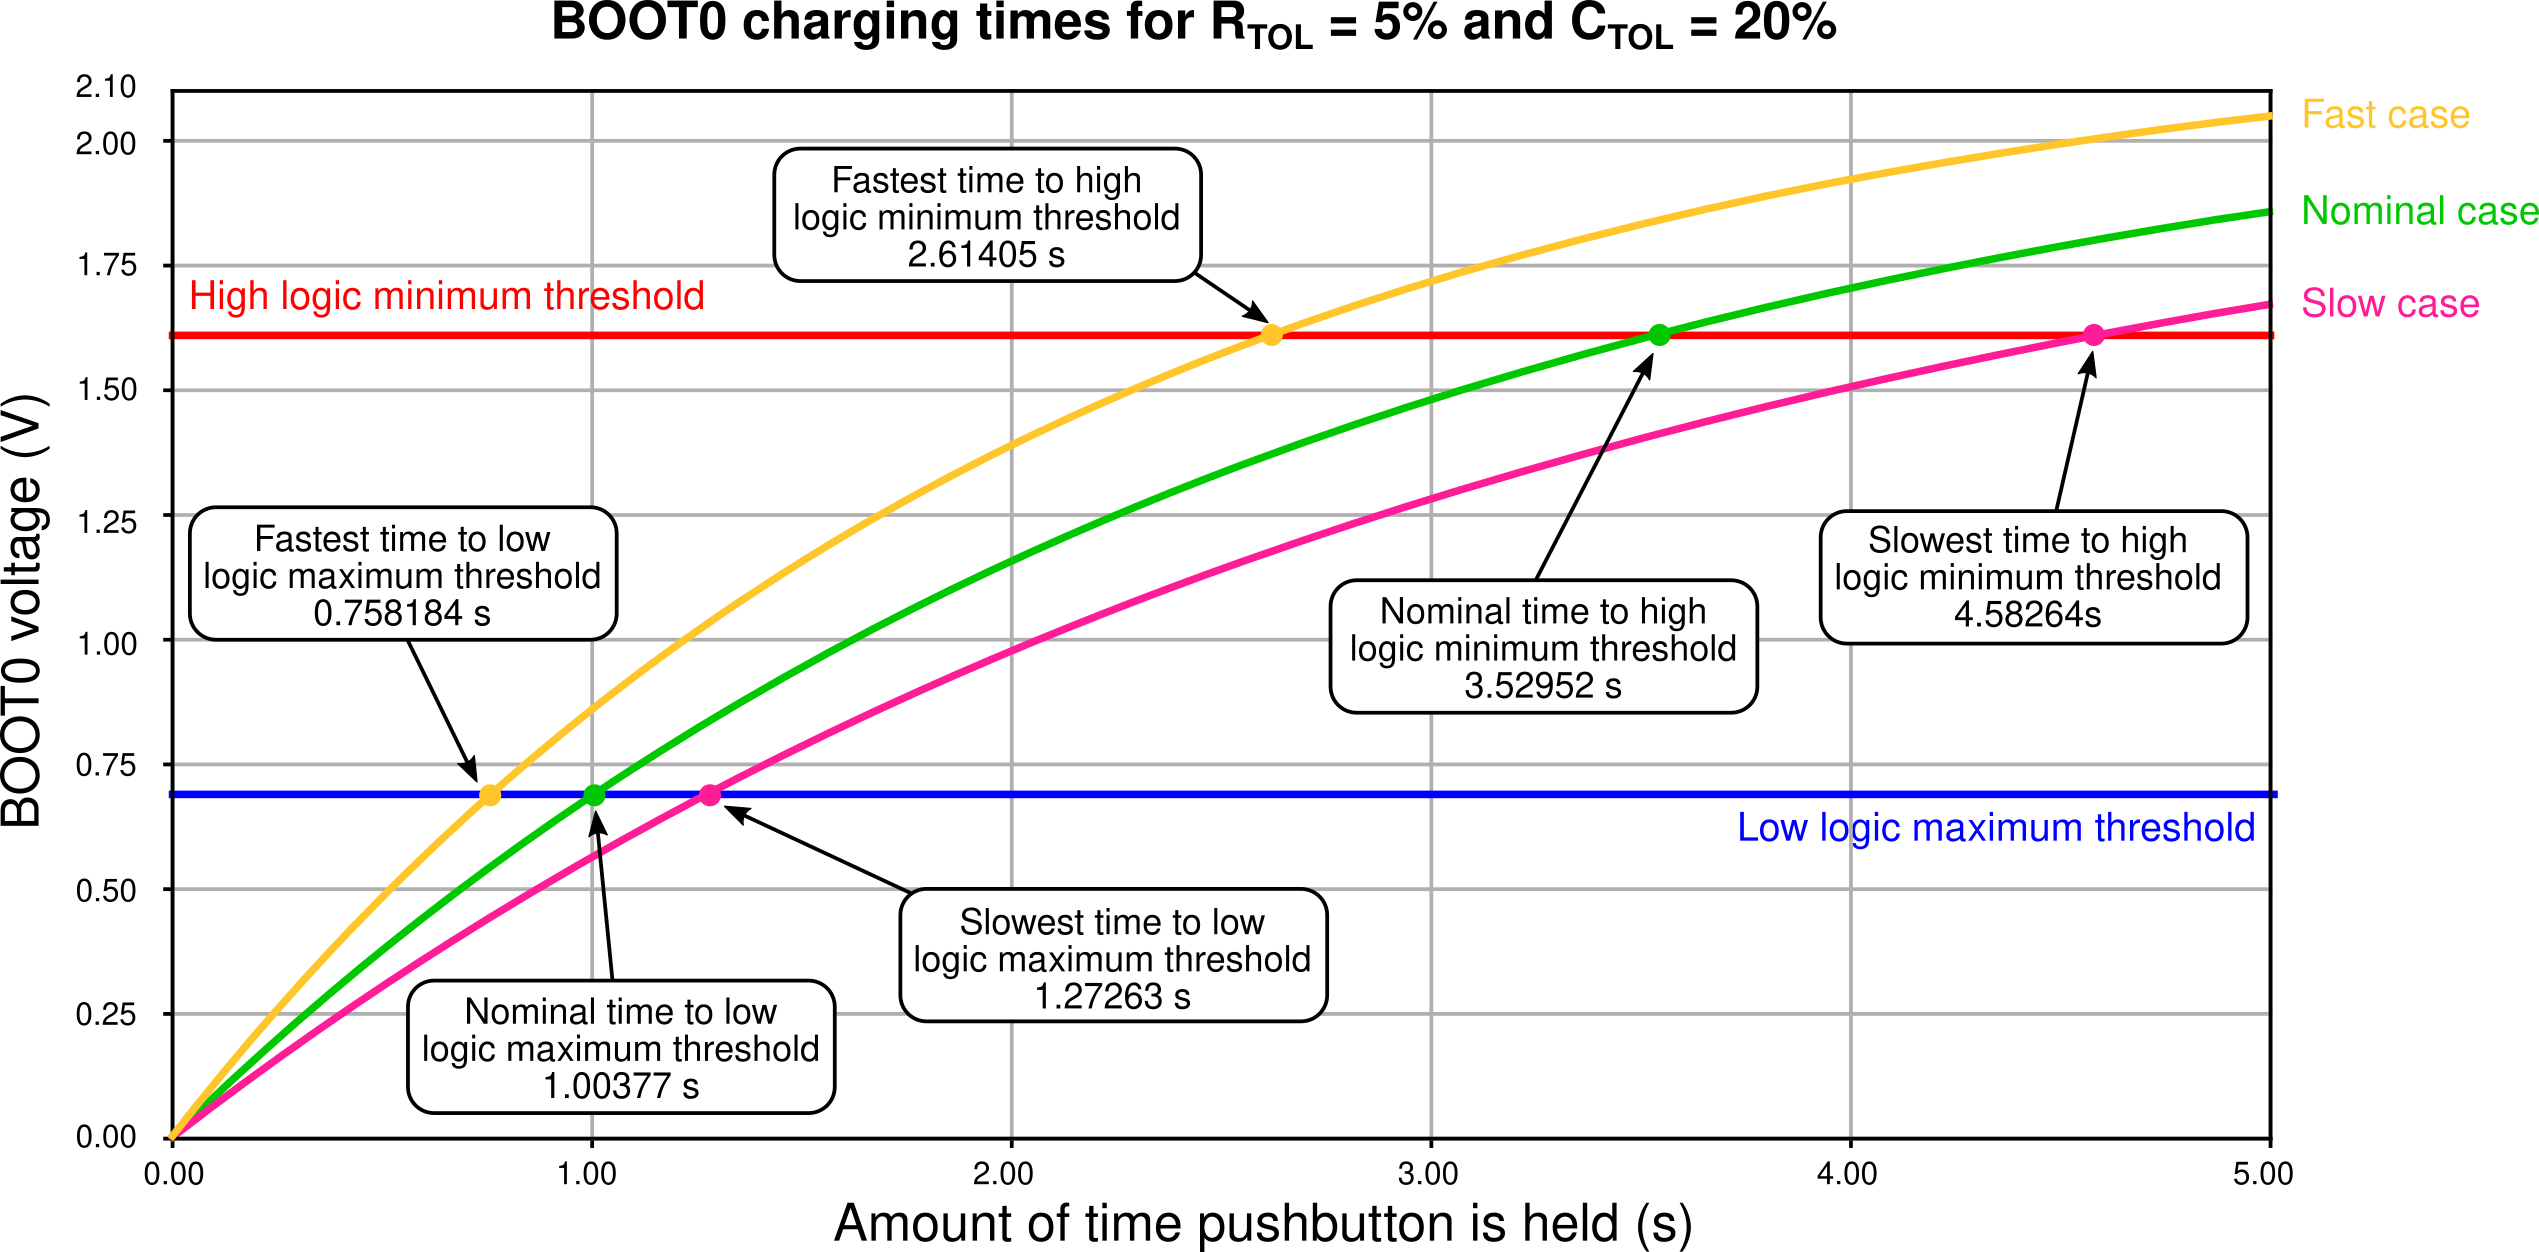 BOOT0 charging times for RTOL = 5% and CTOL = 20%
2.10
2.00
1.75
1.50
1.25
1.00
0.75
0.50
0.25
0.00
BOOT0 voltage (V)
Fast case
Nominal case
Slow case
High logic minimum threshold
Fastest time to high
logic minimum threshold
2.61405 s
Fastest time to low
logic maximum threshold
0.758184 s
Nominal time to high
logic minimum threshold
3.52952 s
Slowest time to high
logic minimum threshold
4.58264s
Low logic maximum threshold
Slowest time to low
logic maximum threshold
1.27263 s
Nominal time to low
logic maximum threshold
1.00377 s
0.00 1.00 2.00 3.00 4.00 5.00
Amount of time pushbutton is held (s)